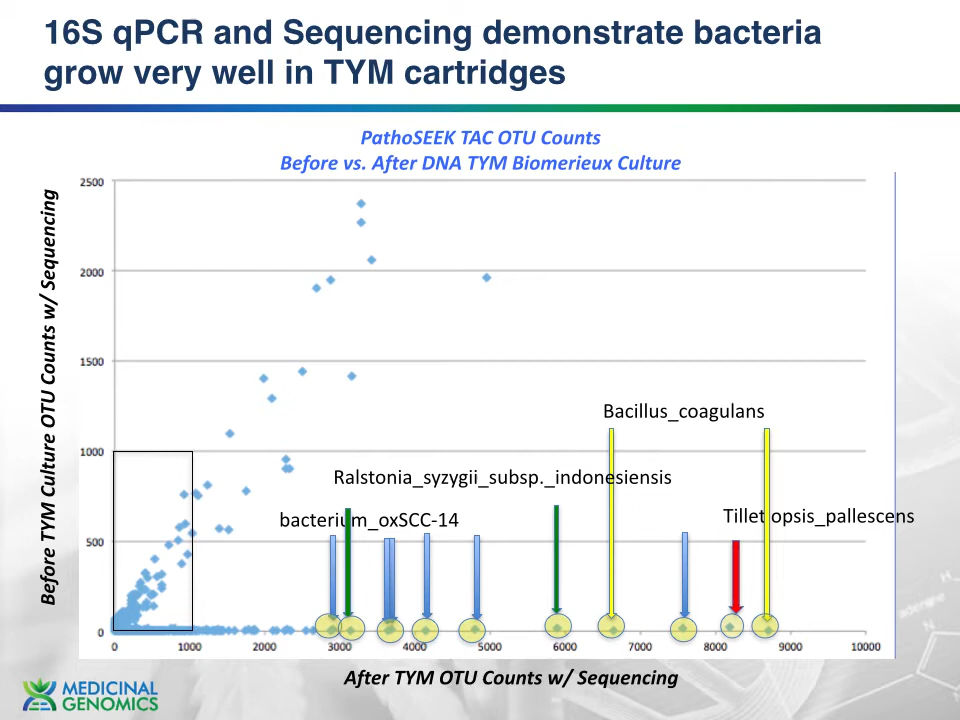 16S qPCR and Sequencing demonstrate bacteria
grow very well in TYM cartridges
PathoSEEK TAC OTU Counts
Before vs. After DNA TYM Biomerieux Culture
Before TYM Culture OTU Counts w/ Sequencing
2500
2000
1500
1000
500
0
Bacillus_coagulans
Ralstonia_syzygii_subsp._indonesiensis
bacterium_oxSCC-14
Tilletiopsis_pallescens
0 1000 2000 3000 4000 5000 6000 7000 8000 9000 10000
After TYM OTU Counts w/ Sequencing
MEDICINAL
GENOMICS